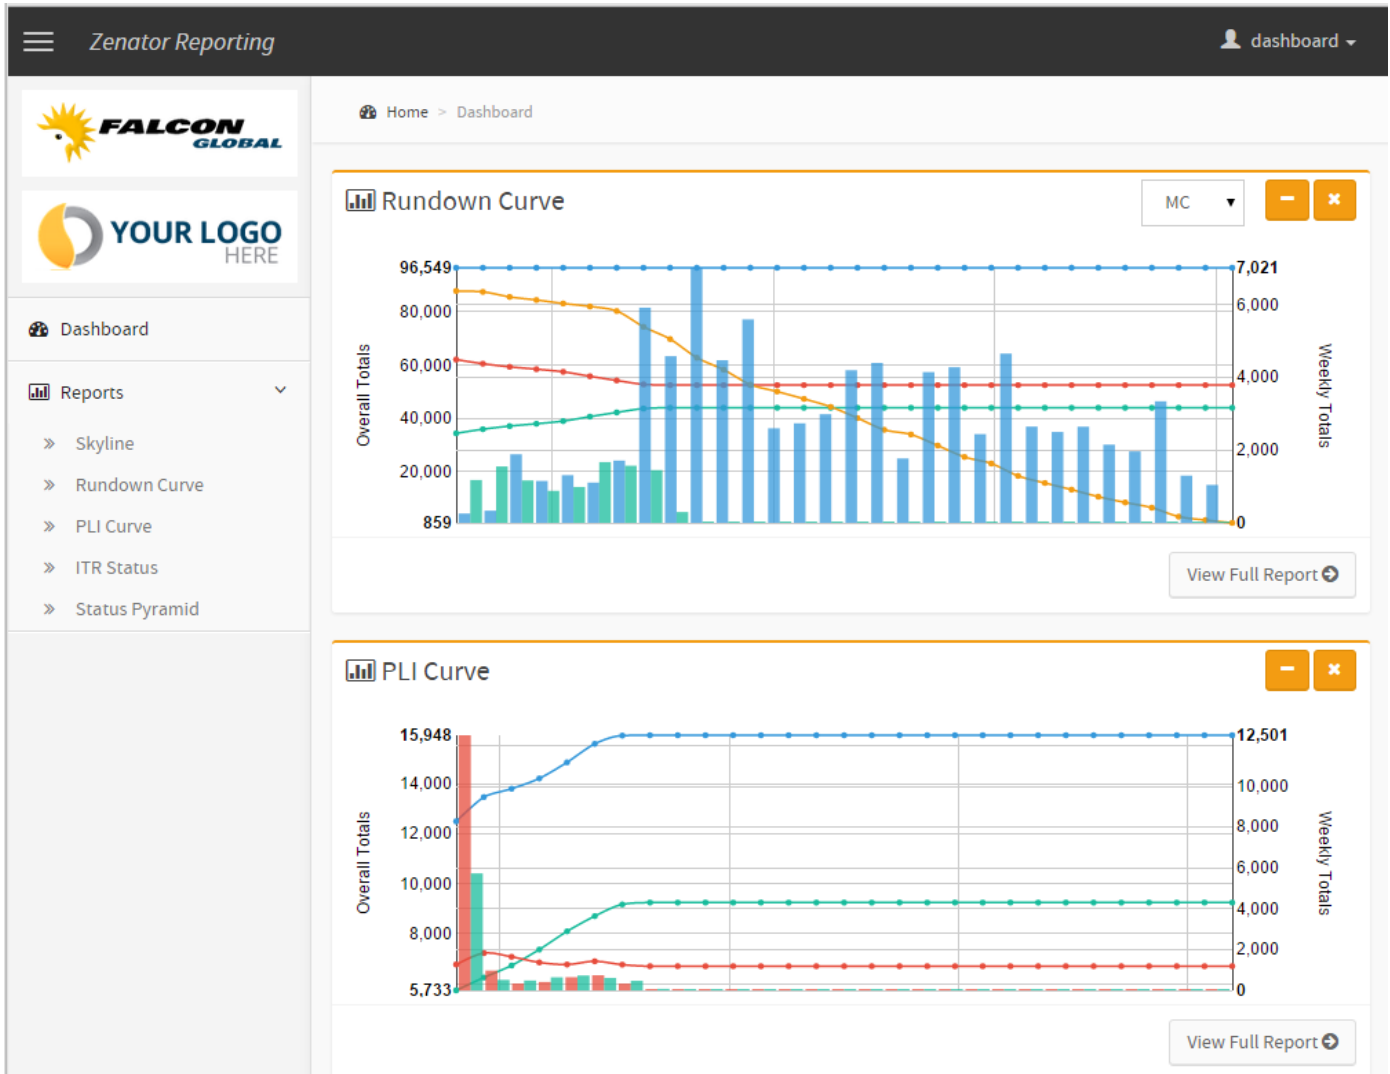 Zenator Reporting
dashboard
FALCON
GLOBAL
YOUR LOGO
HERE
Dashboard
Reports
Skyline
Rundown Curve
PLI Curve
ITR Status
Status Pyramid
Home > Dashboard
Rundown Curve
MC
96,549
80,000
60,000
40,000
20,000
859
Overall Totals
7,021
6,000
4,000
2,000
0
Weekly Totals
View Full Report
PLI Curve
15,948
14,000
12,000
10,000
8,000
5,733
Overall Totals
12,501
10,000
8,000
6,000
4,000
2,000
0
Weekly Totals
View Full Report